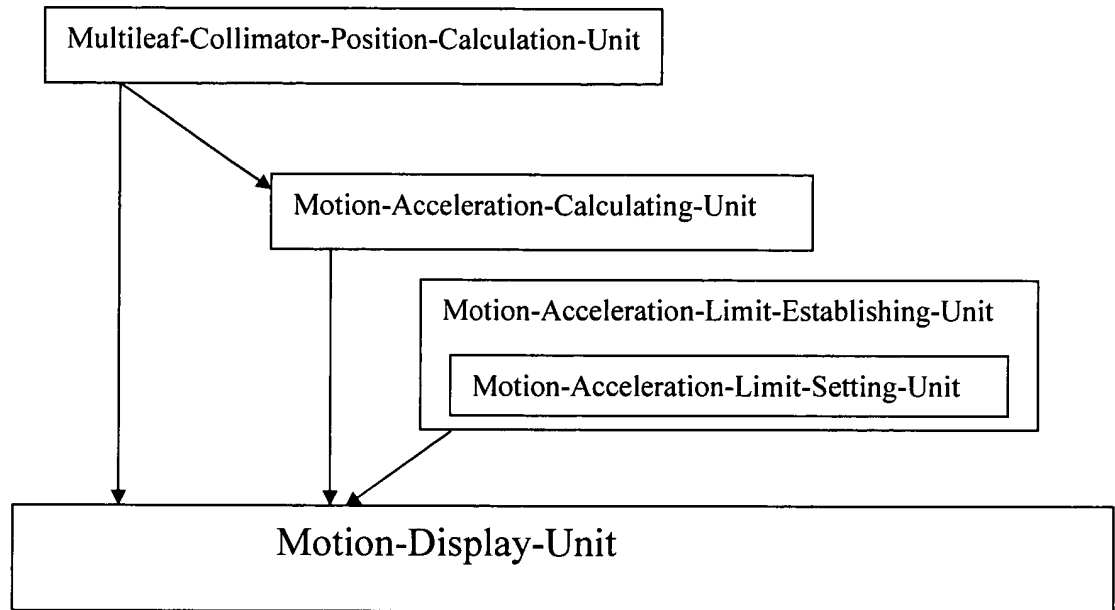 Multileaf-Collimator-Position-Calculation-Unit
Motion-Acceleration-Calculating-Unit
Motion-Acceleration-Limit-Establishing-Unit
Motion-Acceleration-Limit-Setting-Unit
Motion-Display-Unit